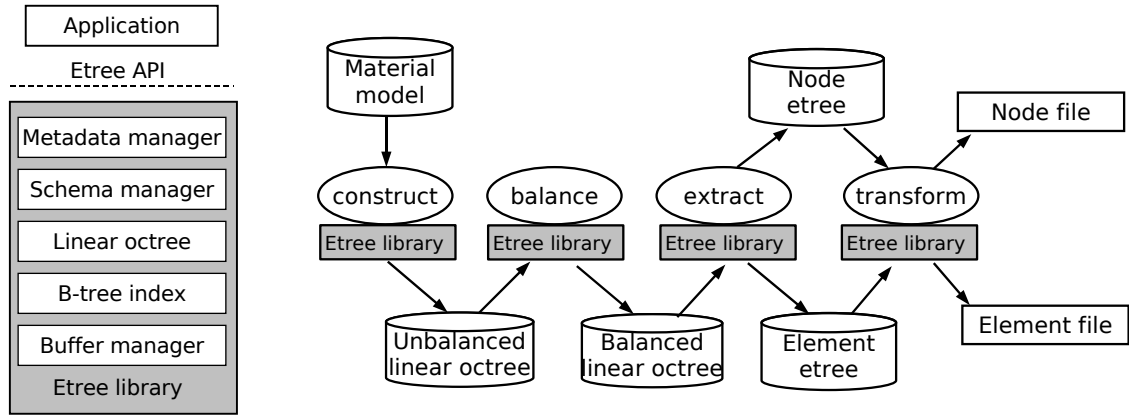 Application
Etree API
Metadata manager
Schema manager
Linear octree
B-tree index
Buffer manager
Etree library
Material
model
Node
etree
Node file
construct
balance
extract
transform
Etree library
Etree library
Etree library
Etree library
Unbalanced
linear octree
Balanced
linear octree
Element
etree
Element file